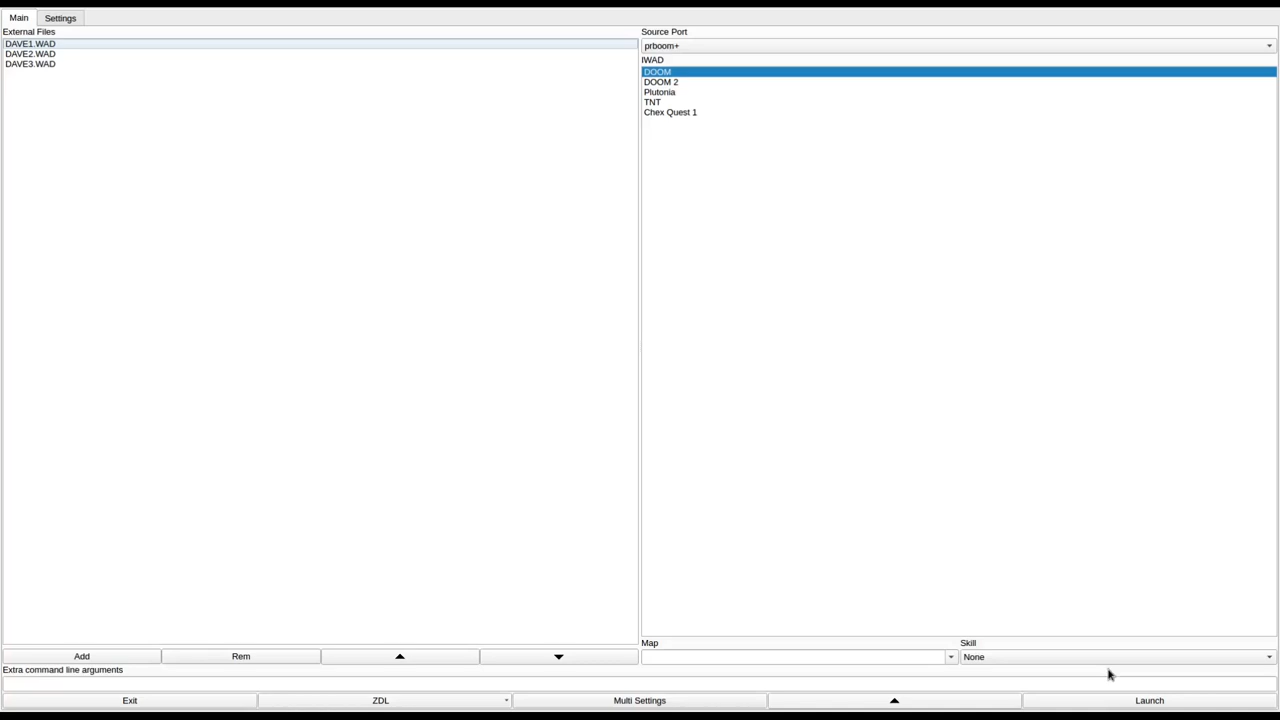 Main Settings
External Files
DAVE1.WAD
DAVE2.WAD
DAVE3.WAD
Source Port
prboom+
IWAD
DOOM
DOOM 2
Plutonia
TNT
Chex Quest 1
Map Skill
None
Add Rem
Extra command line arguments
Exit ZDL Multi Settings Launch